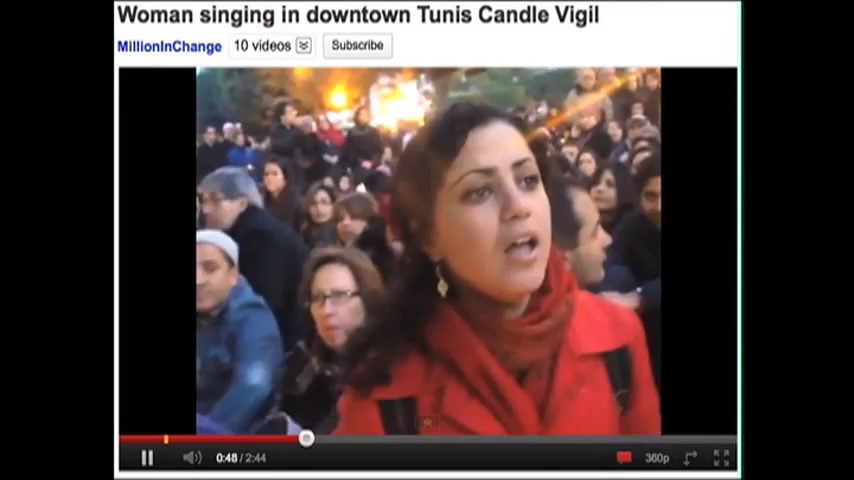 Woman singing in downtown Tunis Candle Vigil
MillionInChange 10 videos Subscribe
0:48 / 2:44 360p